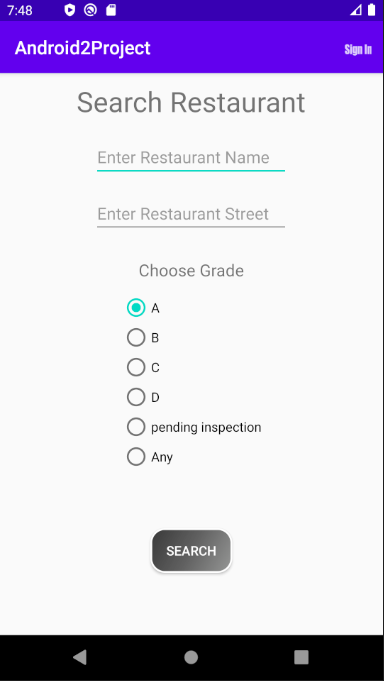 7:48
Android2Project
Sign In
Search Restaurant
Enter Restaurant Name
Enter Restaurant Street
Choose Grade
A
B
C
D
pending inspection
Any
SEARCH